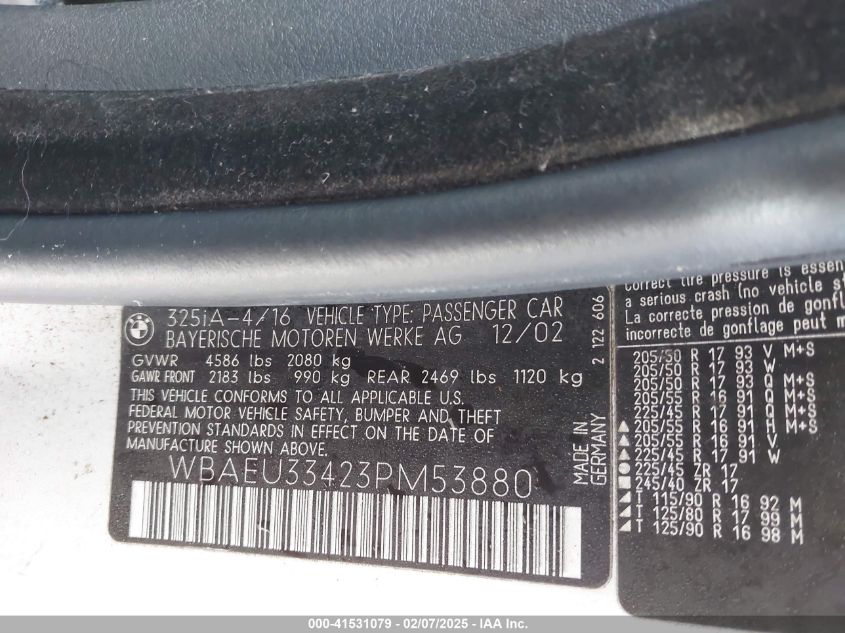 325iA-4/16 VEHICLE TYPE: PASSENGER CAR
BAYERISCHE MOTOREN WERKE AG 12/02
GVWR 4586 lbs 2080 kg
GAWR FRONT 2183 lbs 990 kg REAR 2469 lbs 1120 kg
THIS VEHICLE CONFORMS TO ALL APPLICABLE U.S.
FEDERAL MOTOR VEHICLE SAFETY, BUMPER AND THEFT
PREVENTION STANDARDS IN EFFECT ON THE DATE OF
MANUFACTURE SHOWN ABOVE.
WBAEU33423PM53880
MADE IN
GERMANY
2 122 606
Correct tire pressure is essen
a serious crash (no vehicle s
La correcte pression de gonfl
incorrecte de gonflage peut m
205/50 R 17 93 V M+S
205/50 R 17 93 W
205/50 R 17 93 Q M+S
205/55 R 16 91 Q M+S
225/45 R 17 91 Q M+S
205/55 R 16 91 H M+S
205/55 R 16 91 V
225/45 R 17 91 W
225/45 ZR 17
245/40 ZR 17
T 115/90 R 16 92 M
T 125/80 R 17 99 M
T 125/90 R 16 98 M
000-41531079 - 02/07/2025 - IAA Inc.